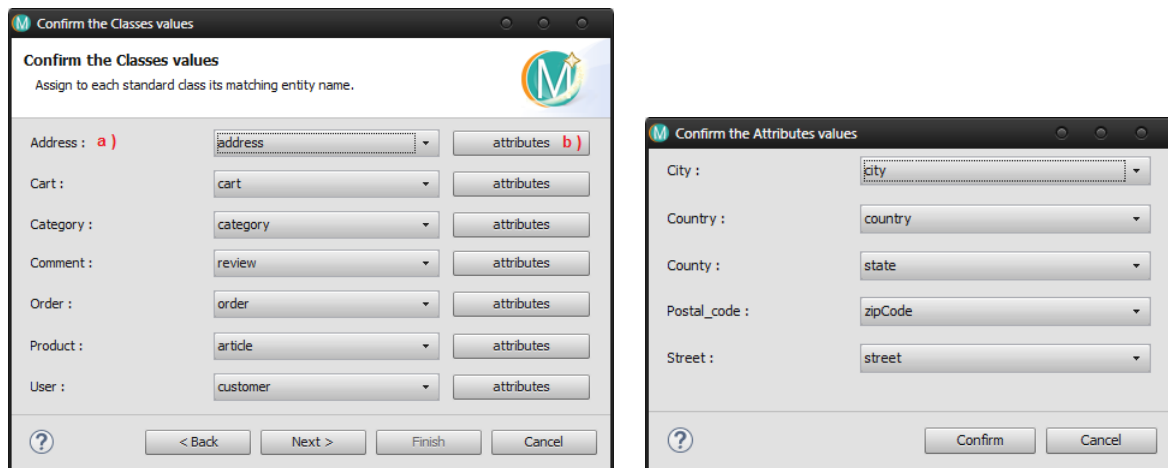 Confirm the Classes values
Confirm the Classes values
Assign to each standard class its matching entity name.
Address : a ) address attributes b )
Cart : cart attributes
Category : category attributes
Comment : review attributes
Order : order attributes
Product : article attributes
User : customer attributes
? < Back Next > Finish Cancel
Confirm the Attributes values
City : city
Country : country
County : state
Postal_code : zipCode
Street : street
? Confirm Cancel